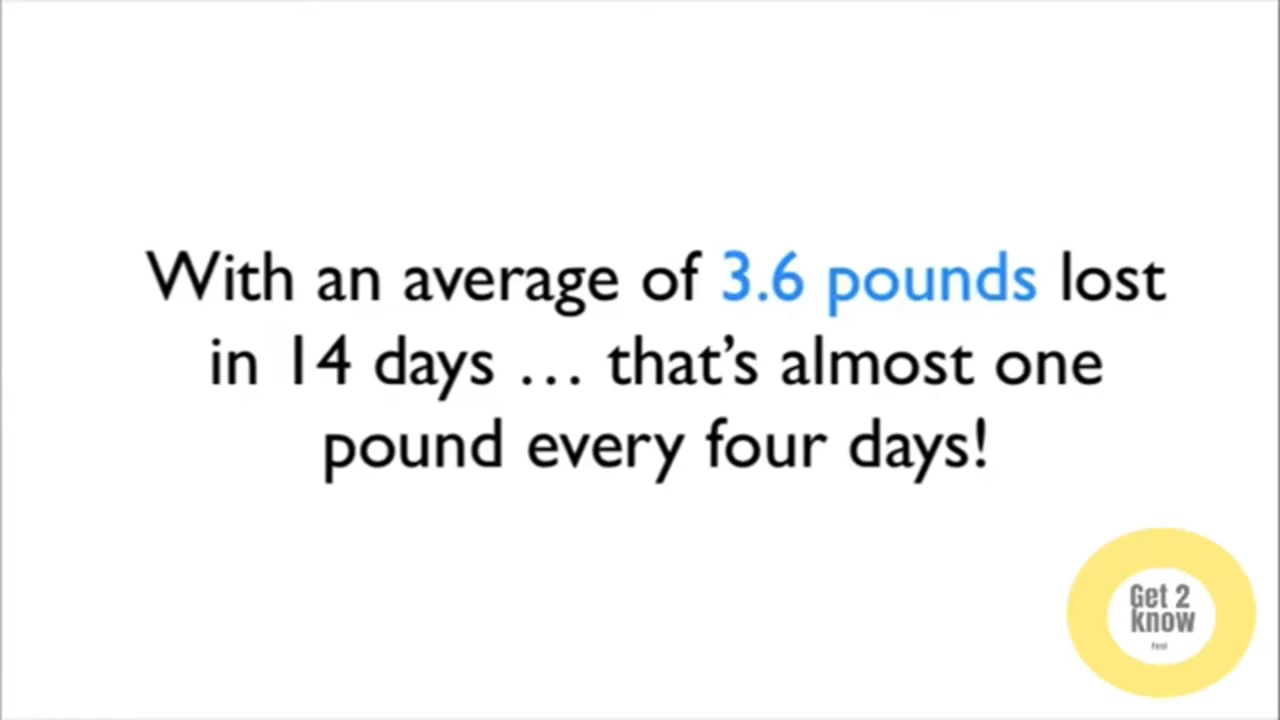 With an average of 3.6 pounds lost
in 14 days ... that's almost one
pound every four days!
Get 2
know